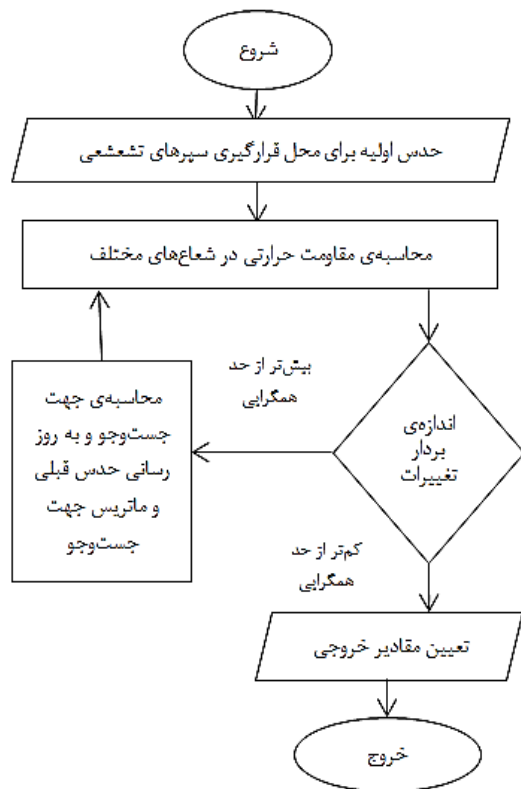 شروع
حدس اولیه برای محل قرارگیری سپرهای تشعشعی
محاسبه‌ی مقاومت حرارتی در شعاع‌های مختلف
بیش‌تر از حد
همگرایی
اندازه‌ی
بردار
تغییرات
محاسبه‌ی جهت
جست‌وجو و به روز
رسانی حدس قبلی
و ماتریس جهت
جست‌وجو
کم‌تر از حد
همگرایی
تعیین مقادیر خروجی
خروج